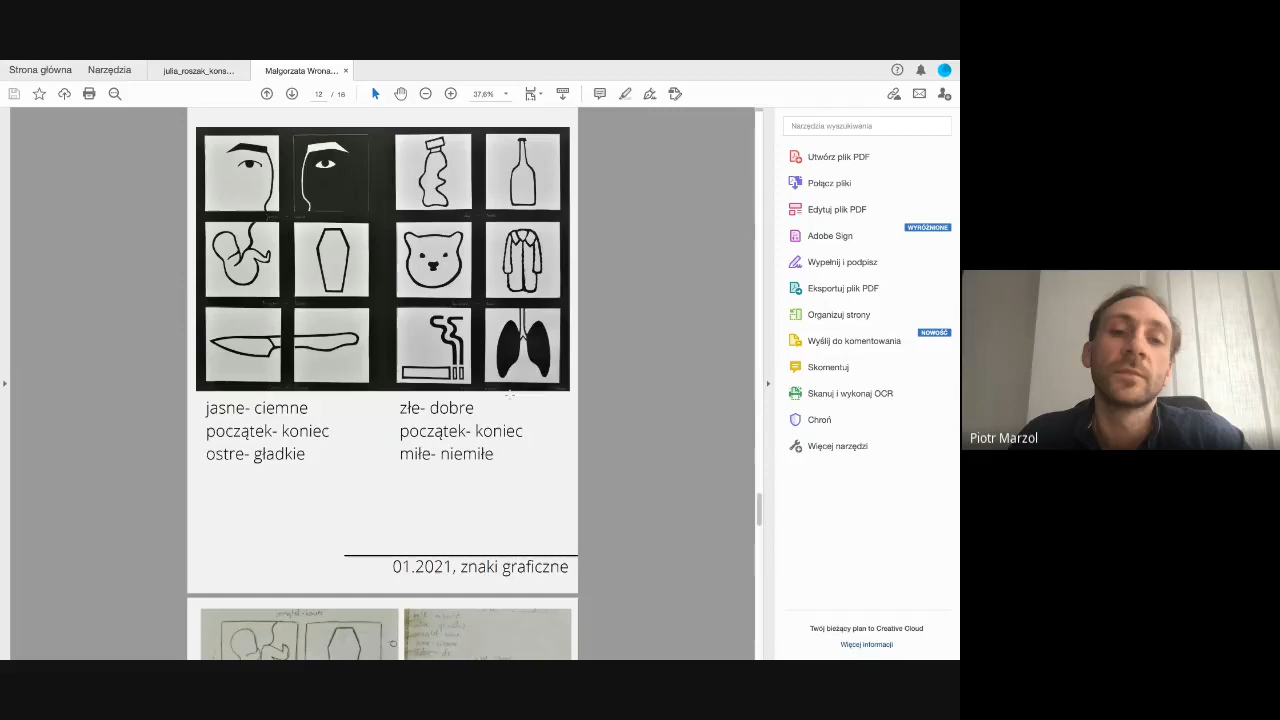 Strona główna
Narzędzia
julia_roszak_kons...
Małgorzata Wrona...
12 / 16
37,6%
Narzędzia wyszukiwania
Utwórz plik PDF
Połącz pliki
Edytuj plik PDF
WYRÓŻNIONE
Adobe Sign
Wypełnij i podpisz
Eksportuj plik PDF
Organizuj strony
NOWOŚĆ
Wyślij do komentowania
Skomentuj
Skanuj i wykonaj OCR
Chroń
Więcej narzędzi
Twój bieżący plan to Creative Cloud
Więcej informacji
jasne- ciemne
początek- koniec
ostre- gładkie
złe- dobre
początek- koniec
miłe- niemiłe
01.2021, znaki graficzne
początek - koniec
Piotr Marzol